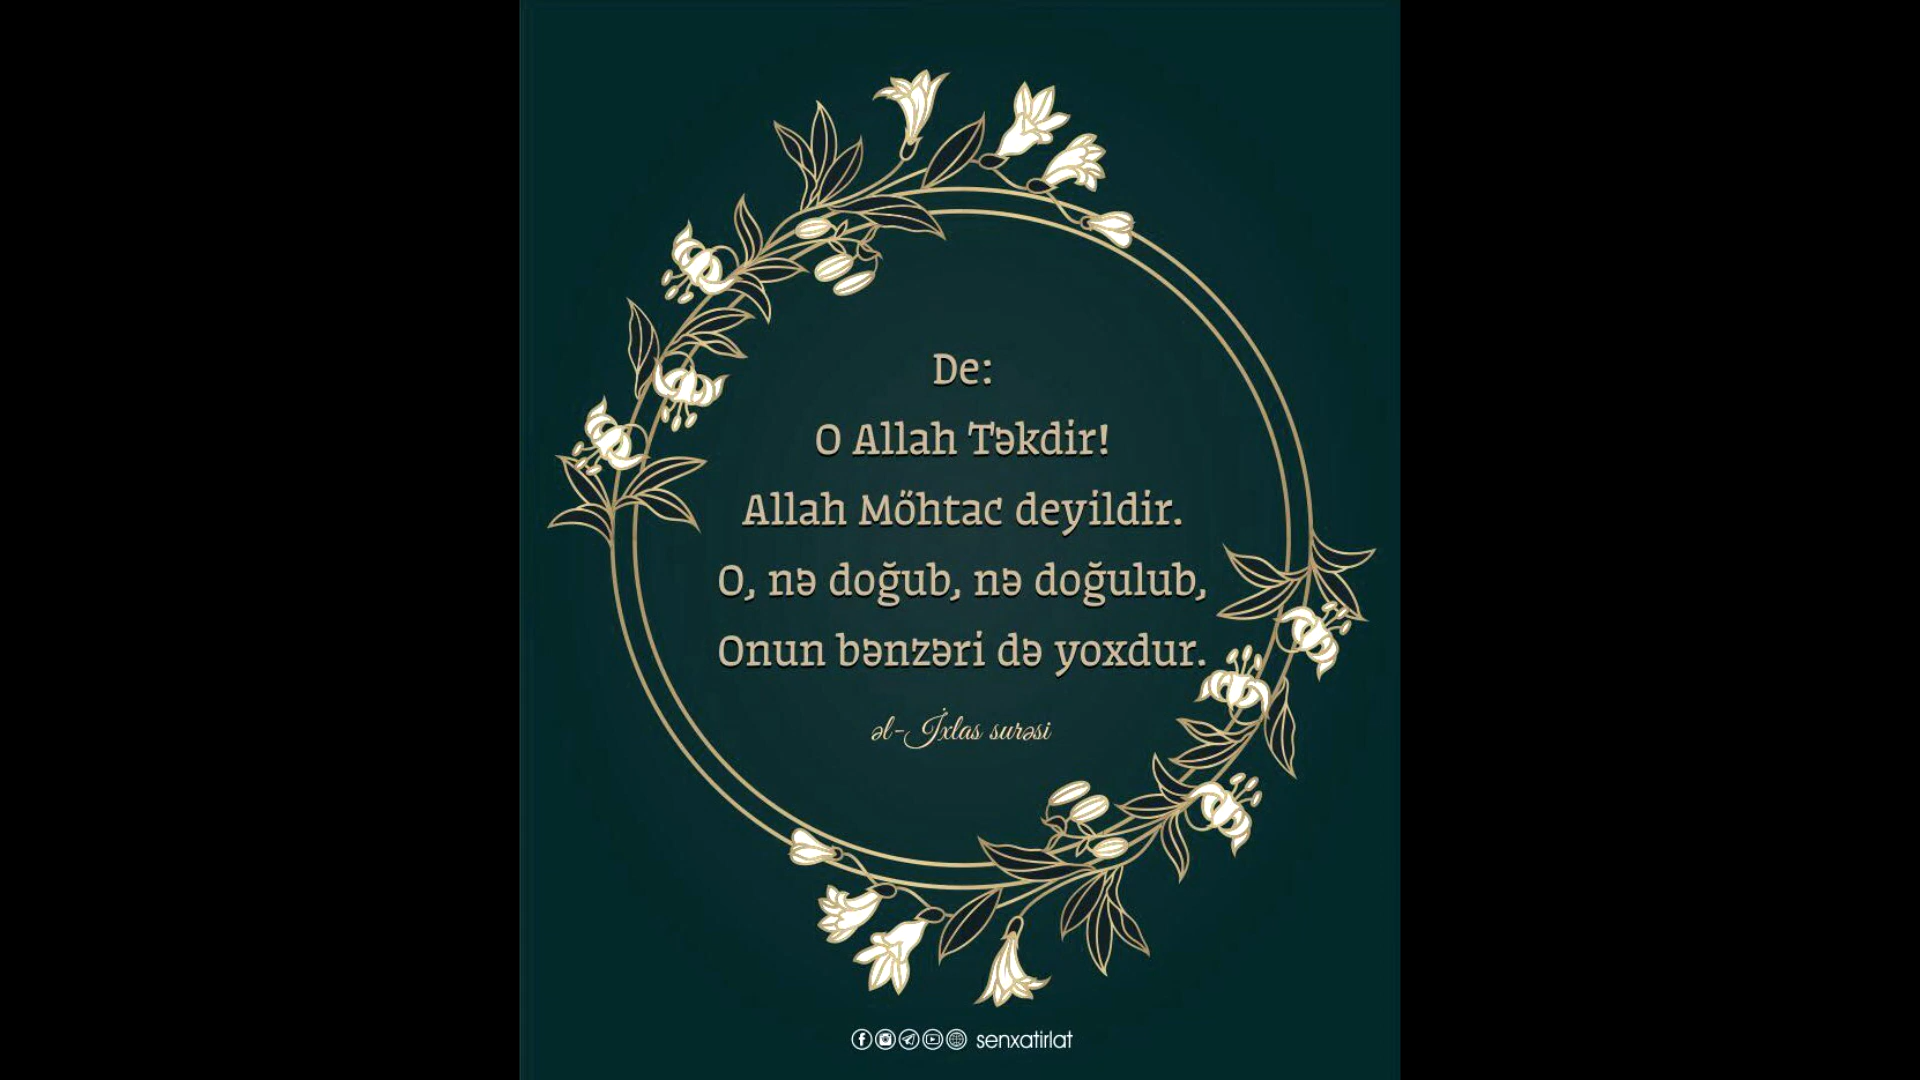 De:
O Allah Təkdir!
Allah Möhtac deyildir.
O, nə doğub, nə doğulub,
Onun bənzəri də yoxdur.
əl-İxlas surəsi
senxatirlat